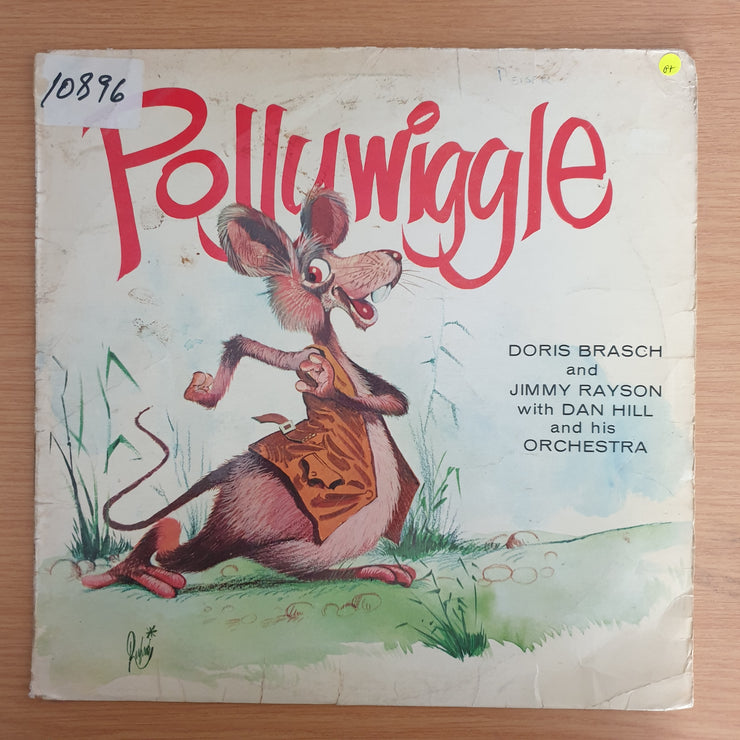 10896
Pollywiggle
DORIS BRASCH
and
JIMMY RAYSON
with DAN HILL
and his
ORCHESTRA